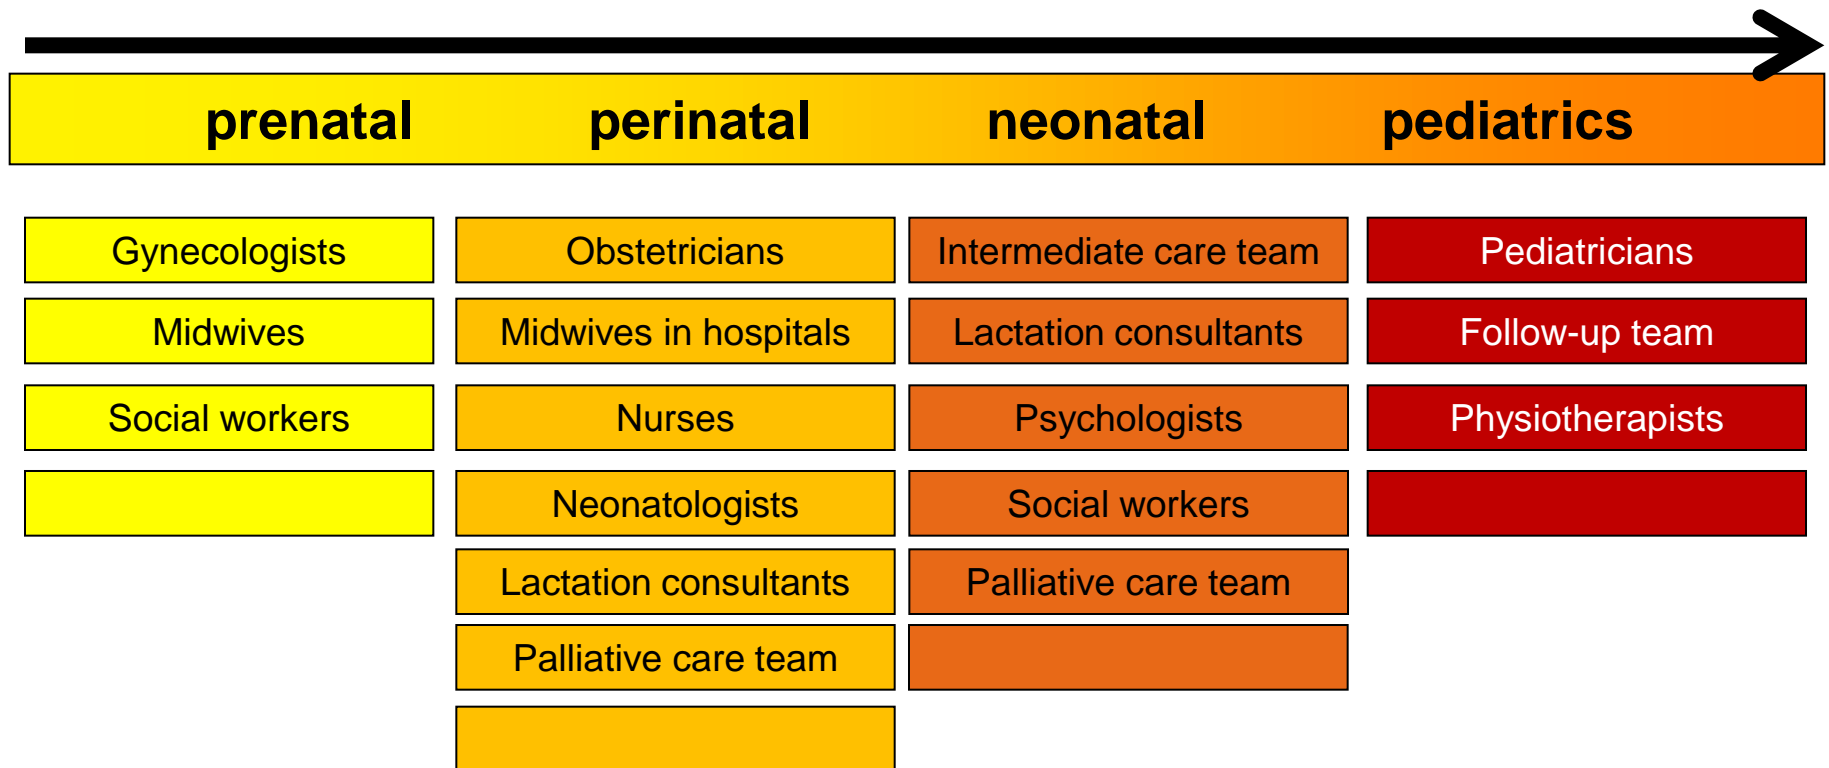 prenatal perinatal neonatal pediatrics
Gynecologists
Midwives
Social workers
Obstetricians
Midwives in hospitals
Nurses
Neonatologists
Lactation consultants
Palliative care team
Intermediate care team
Lactation consultants
Psychologists
Social workers
Palliative care team
Pediatricians
Follow-up team
Physiotherapists